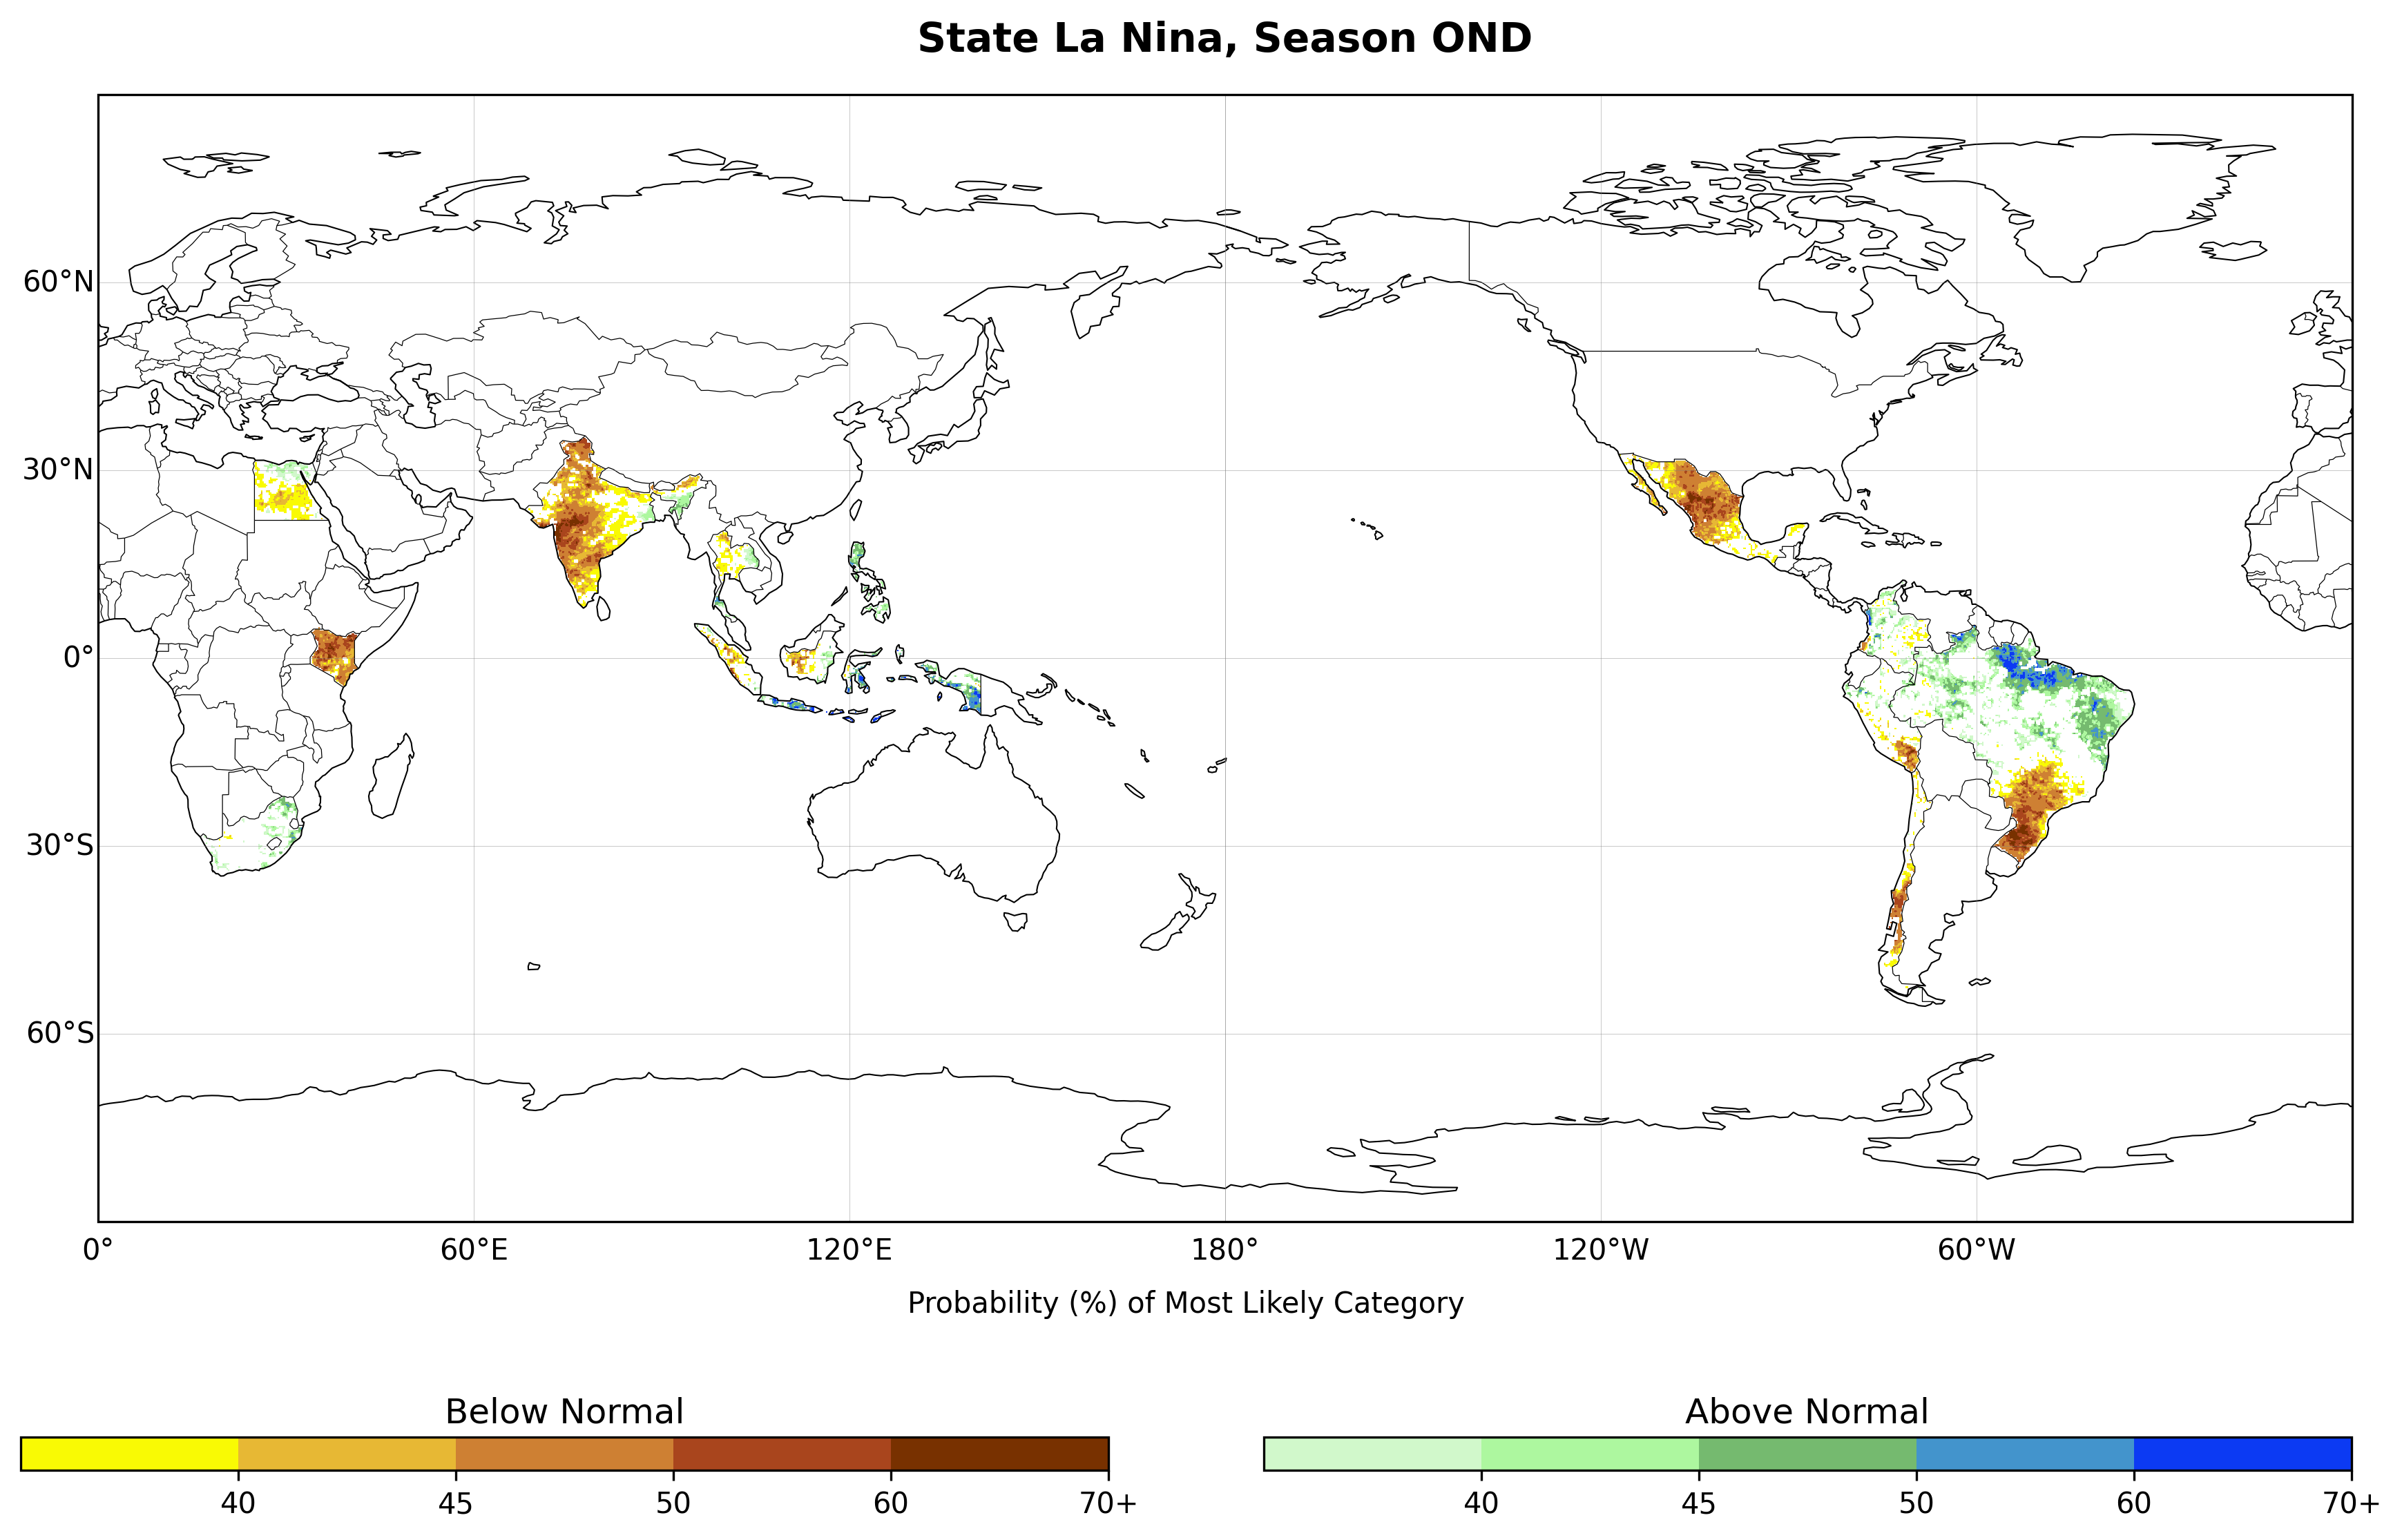 State La Nina, Season OND
60°N
30°N
0°
30°S
60°S
0° 60°E 120°E 180° 120°W 60°W
Probability (%) of Most Likely Category
Below Normal Above Normal
40 45 50 60 70+ 40 45 50 60 70+